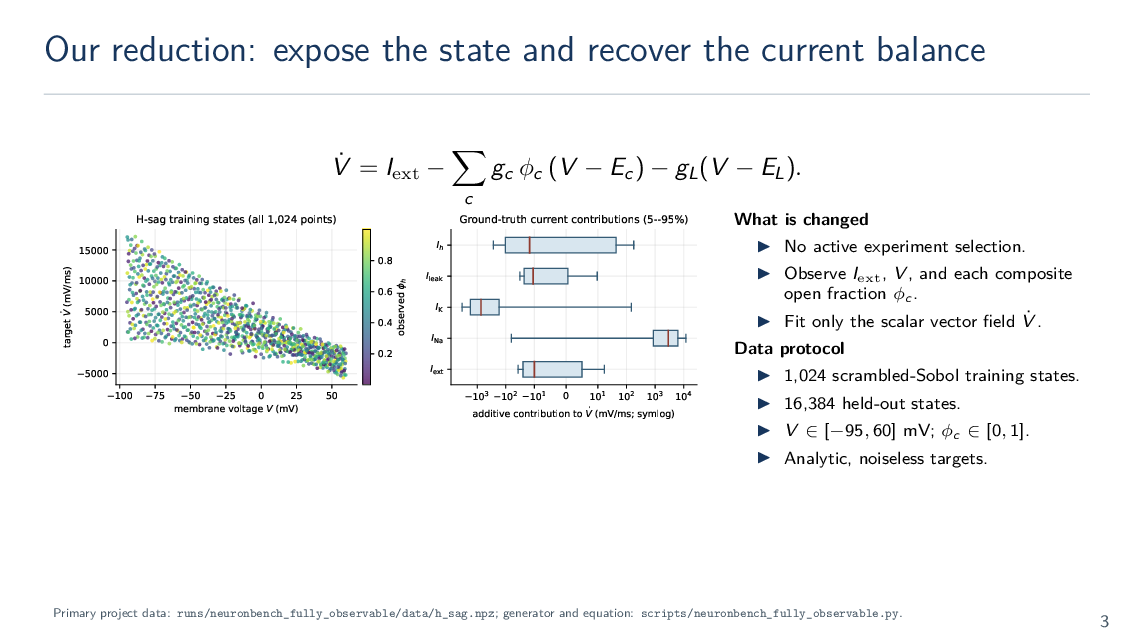 Our reduction: expose the state and recover the current balance
V̇ = I_ext − ∑_c g_c ϕ_c (V − E_c) − g_L(V − E_L).
H-sag training states (all 1,024 points)
15000
10000
5000
0
−5000
target V̇ (mV/ms)
−100 −75 −50 −25 0 25 50
membrane voltage V (mV)
0.8
0.6
0.4
0.2
observed ϕ_h
Ground-truth current contributions (5--95%)
I_h
I_leak
I_K
I_Na
I_ext
−10³ −10² −10¹ 0 10¹ 10² 10³ 10⁴
additive contribution to V̇ (mV/ms; symlog)
What is changed
▶ No active experiment selection.
▶ Observe I_ext, V, and each composite
open fraction ϕ_c.
▶ Fit only the scalar vector field V̇.
Data protocol
▶ 1,024 scrambled-Sobol training states.
▶ 16,384 held-out states.
▶ V ∈ [−95, 60] mV; ϕ_c ∈ [0, 1].
▶ Analytic, noiseless targets.
Primary project data: runs/neuronbench_fully_observable/data/h_sag.npz; generator and equation: scripts/neuronbench_fully_observable.py.
3